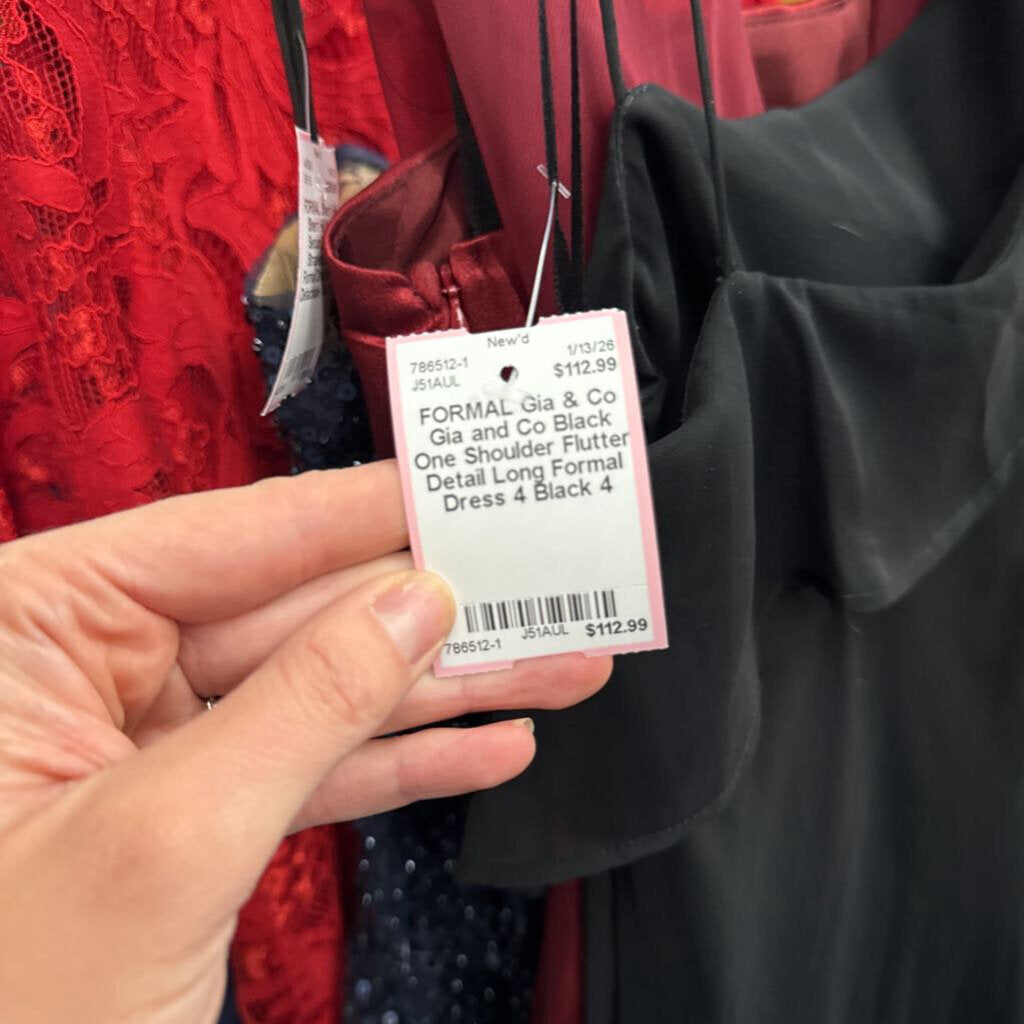 New'd
786512-1 1/13/26
J51AUL $112.99
FORMAL Gia & Co
Gia and Co Black
One Shoulder Flutter
Detail Long Formal
Dress 4 Black 4
786512-1 J51AUL $112.99
FORMAL